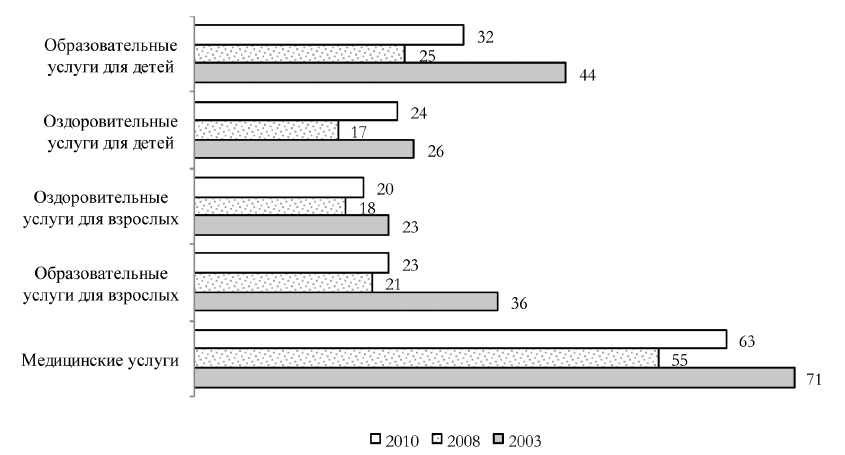 Образовательные
услуги для детей
32
25
44
Оздоровительные
услуги для детей
24
17
26
Оздоровительные
услуги для взрослых
20
18
23
Образовательные
услуги для взрослых
23
21
36
Медицинские услуги
63
55
71
2010 2008 2003